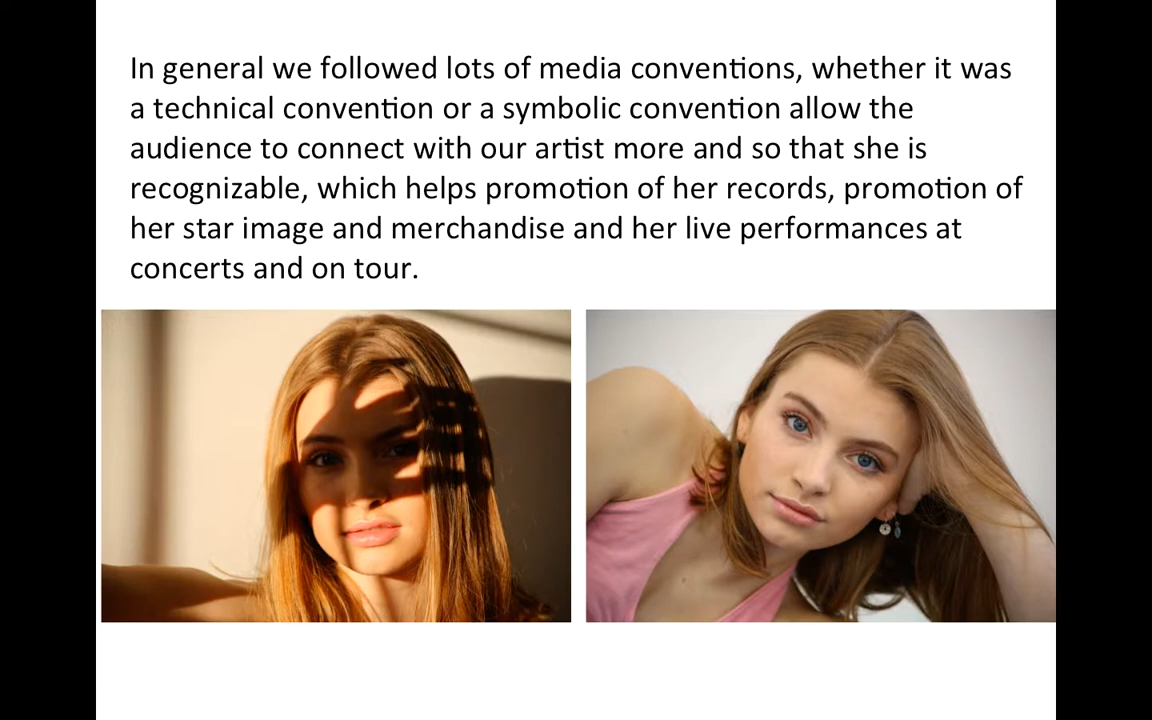 In general we followed lots of media conventions, whether it was
a technical convention or a symbolic convention allow the
audience to connect with our artist more and so that she is
recognizable, which helps promotion of her records, promotion of
her star image and merchandise and her live performances at
concerts and on tour.